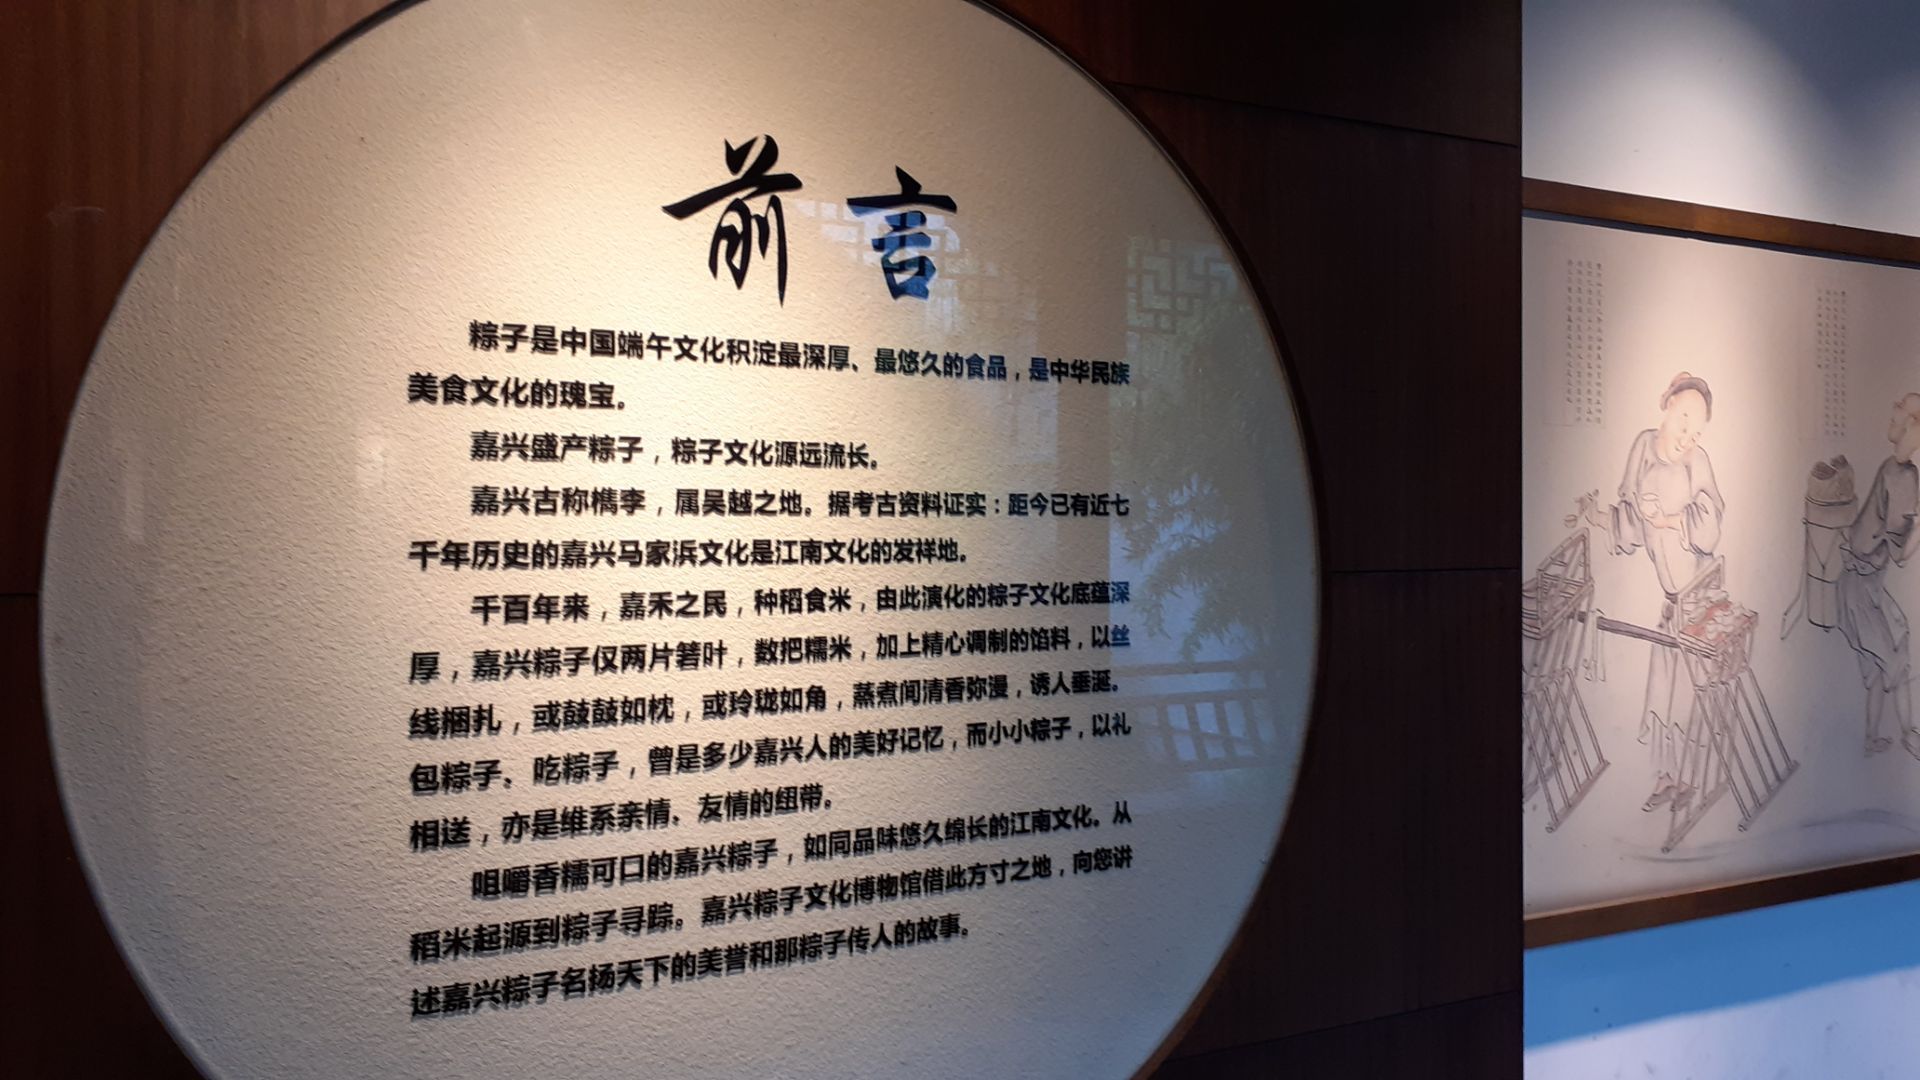 前言
粽子是中国端午文化积淀最深厚、最悠久的食品，是中华民族
美食文化的瑰宝。
嘉兴盛产粽子，粽子文化源远流长。
嘉兴古称槜李，属吴越之地。据考古资料证实：距今已有近七
千年历史的嘉兴马家浜文化是江南文化的发祥地。
千百年来，嘉禾之民，种稻食米，由此演化的粽子文化底蕴深
厚，嘉兴粽子仅两片箬叶，数把糯米，加上精心调制的馅料，以丝
线捆扎，或鼓鼓如枕，或玲珑如角，蒸煮间清香弥漫，诱人垂涎。
包粽子、吃粽子，曾是多少嘉兴人的美好记忆，而小小粽子，以礼
相送，亦是维系亲情、友情的纽带。
咀嚼香糯可口的嘉兴粽子，如同品味悠久绵长的江南文化。从
稻米起源到粽子寻踪。嘉兴粽子文化博物馆借此方寸之地，向您讲
述嘉兴粽子名扬天下的美誉和那粽子传人的故事。